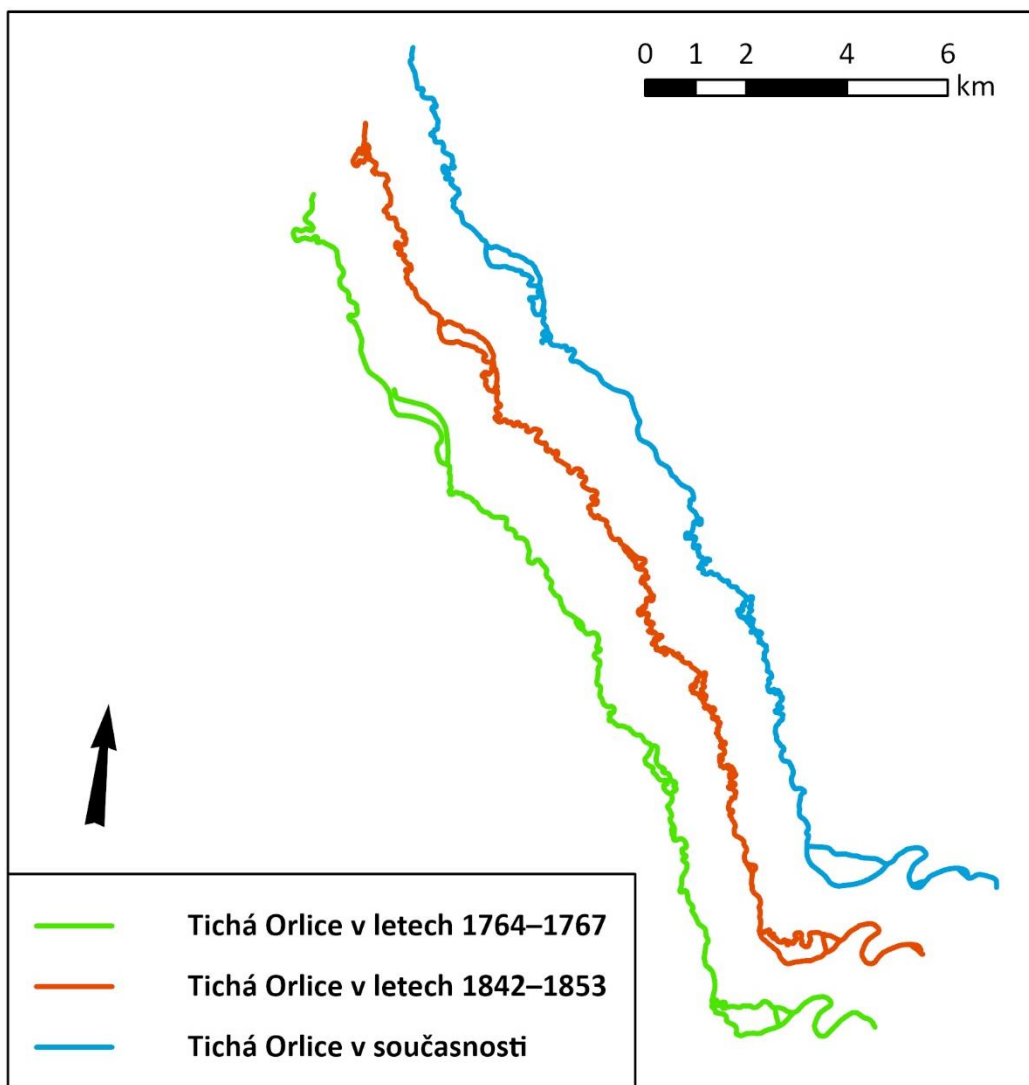 0 1 2 4 6
km
Tichá Orlice v letech 1764–1767
Tichá Orlice v letech 1842–1853
Tichá Orlice v současnosti